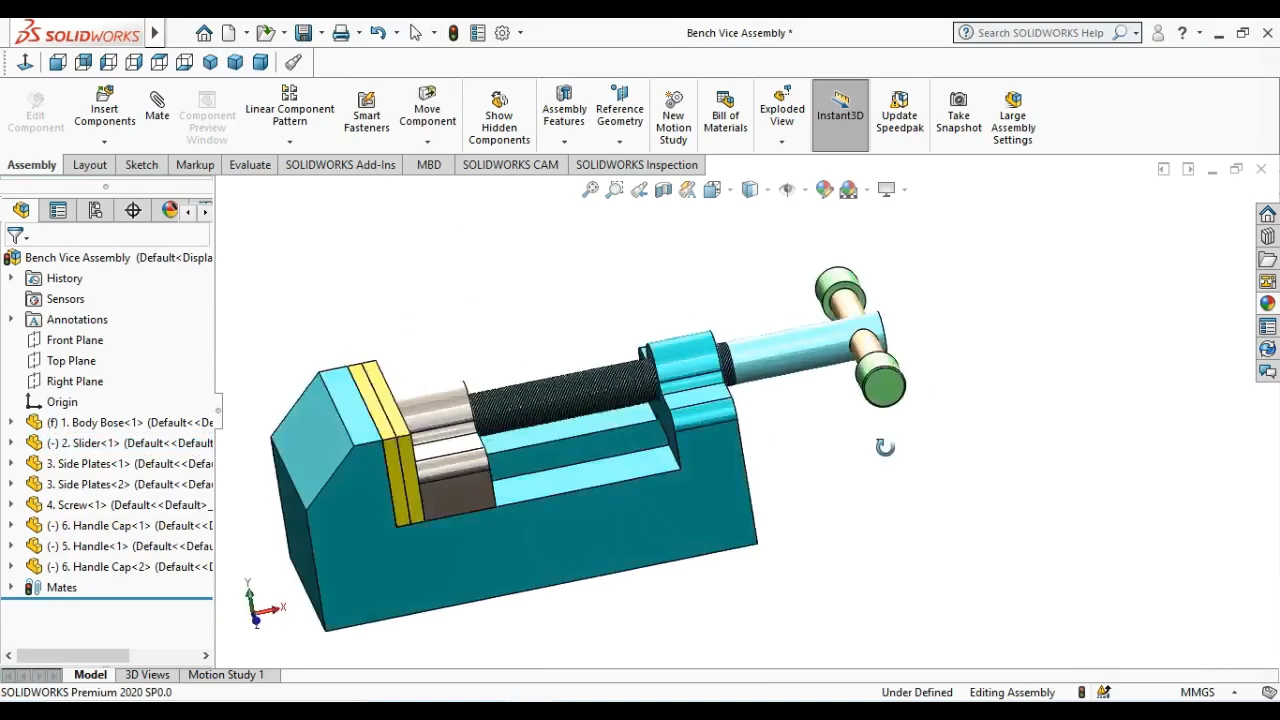 SOLIDWORKS
Bench Vice Assembly *
Search SOLIDWORKS Help
?
Edit
Component
Insert
Components
Mate
Component
Preview
Window
Linear Component
Pattern
Smart
Fasteners
Move
Component
Show
Hidden
Components
Assembly
Features
Reference
Geometry
New
Motion
Study
Bill of
Materials
Exploded
View
Instant3D
Update
Speedpak
Take
Snapshot
Large
Assembly
Settings
Assembly
Layout
Sketch
Markup
Evaluate
SOLIDWORKS Add-Ins
MBD
SOLIDWORKS CAM
SOLIDWORKS Inspection
Bench Vice Assembly (Default<Displa
History
Sensors
Annotations
Front Plane
Top Plane
Right Plane
Origin
(f) 1. Body Bose<1> (Default<<De
(-) 2. Slider<1> (Default<<Default
3. Side Plates<1> (Default<<Def
3. Side Plates<2> (Default<<Def
4. Screw<1> (Default<<Default>_
(-) 6. Handle Cap<1> (Default<<D
(-) 5. Handle<1> (Default<<Defau
(-) 6. Handle Cap<2> (Default<<D
Mates
Y
X
Z
Model
3D Views
Motion Study 1
SOLIDWORKS Premium 2020 SP0.0
Under Defined
Editing Assembly
MMGS